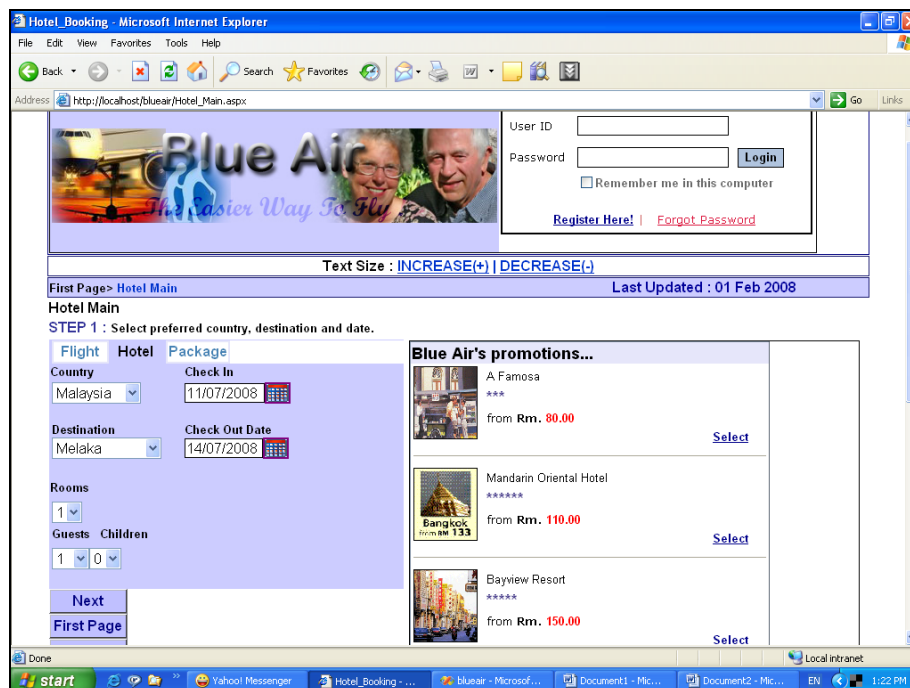 Hotel_Booking - Microsoft Internet Explorer
File Edit View Favorites Tools Help
Back Search Favorites
Address http://localhost/blueair/Hotel_Main.aspx Go Links
Blue Air
The Easier Way To Fly
User ID
Password Login
Remember me in this computer
Register Here! | Forgot Password
Text Size : INCREASE(+) | DECREASE(-)
First Page> Hotel Main Last Updated : 01 Feb 2008
Hotel Main
STEP 1 : Select preferred country, destination and date.
Flight Hotel Package
Country Check In
Malaysia 11/07/2008
Destination Check Out Date
Melaka 14/07/2008
Rooms
1
Guests Children
1 0
Next
First Page
Blue Air's promotions...
A Famosa
***
from Rm. 80.00
Select
Bangkok
from RM 133
Mandarin Oriental Hotel
******
from Rm. 110.00
Select
Bayview Resort
*****
from Rm. 150.00
Select
Done Local intranet
start Yahoo! Messenger Hotel_Booking - ... blueair - Microsof... Document1 - Mic... Document2 - Mic... EN 1:22 PM